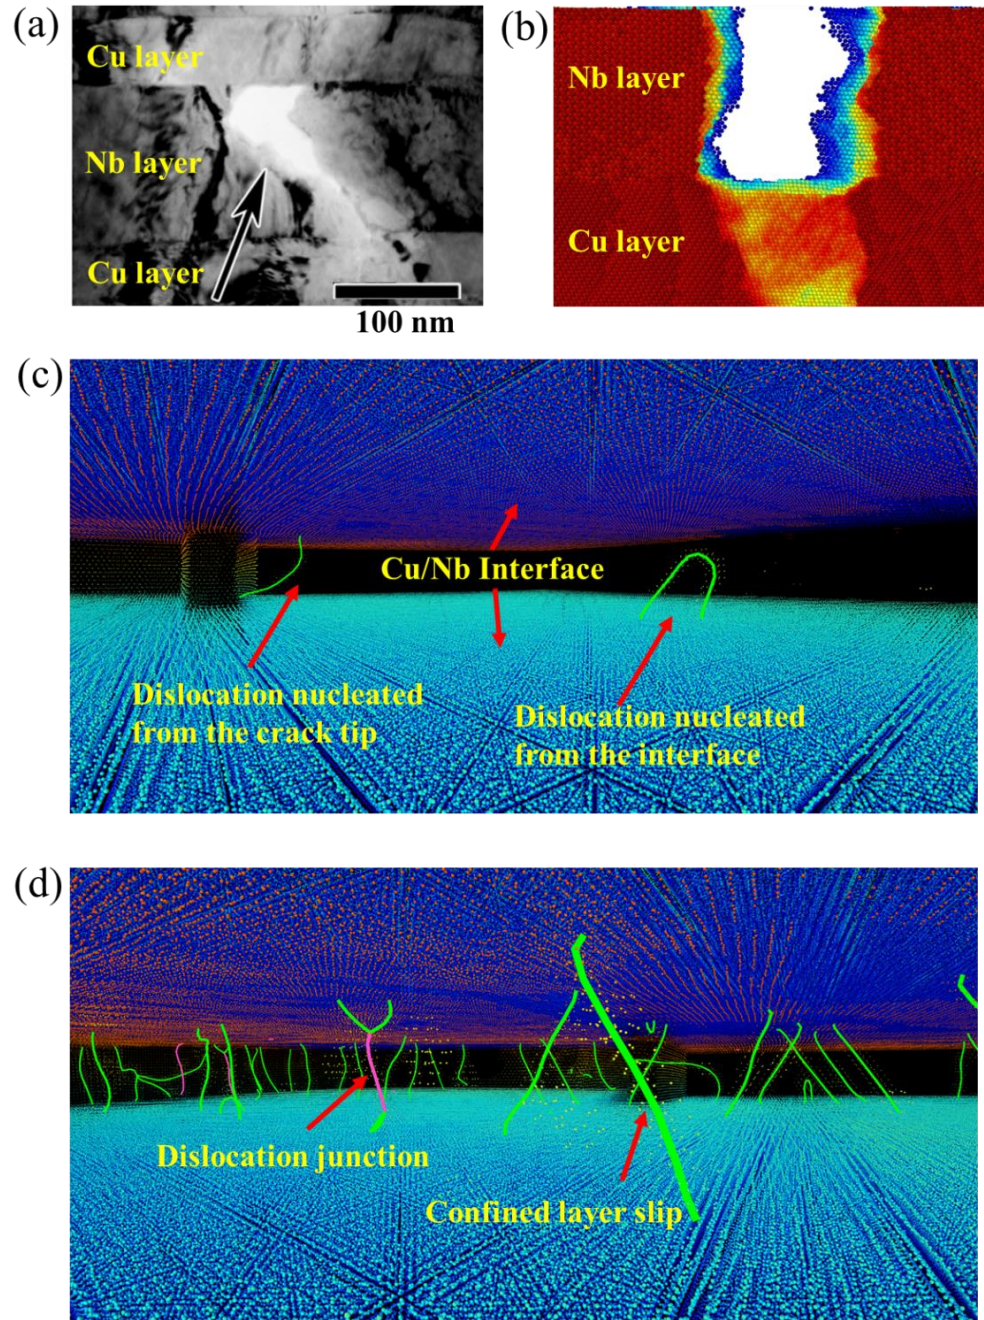 (a)
Cu layer
Nb layer
Cu layer
100 nm
(b)
Nb layer
Cu layer
(c)
Cu/Nb Interface
Dislocation nucleated
from the crack tip
Dislocation nucleated
from the interface
(d)
Dislocation junction
Confined layer slip